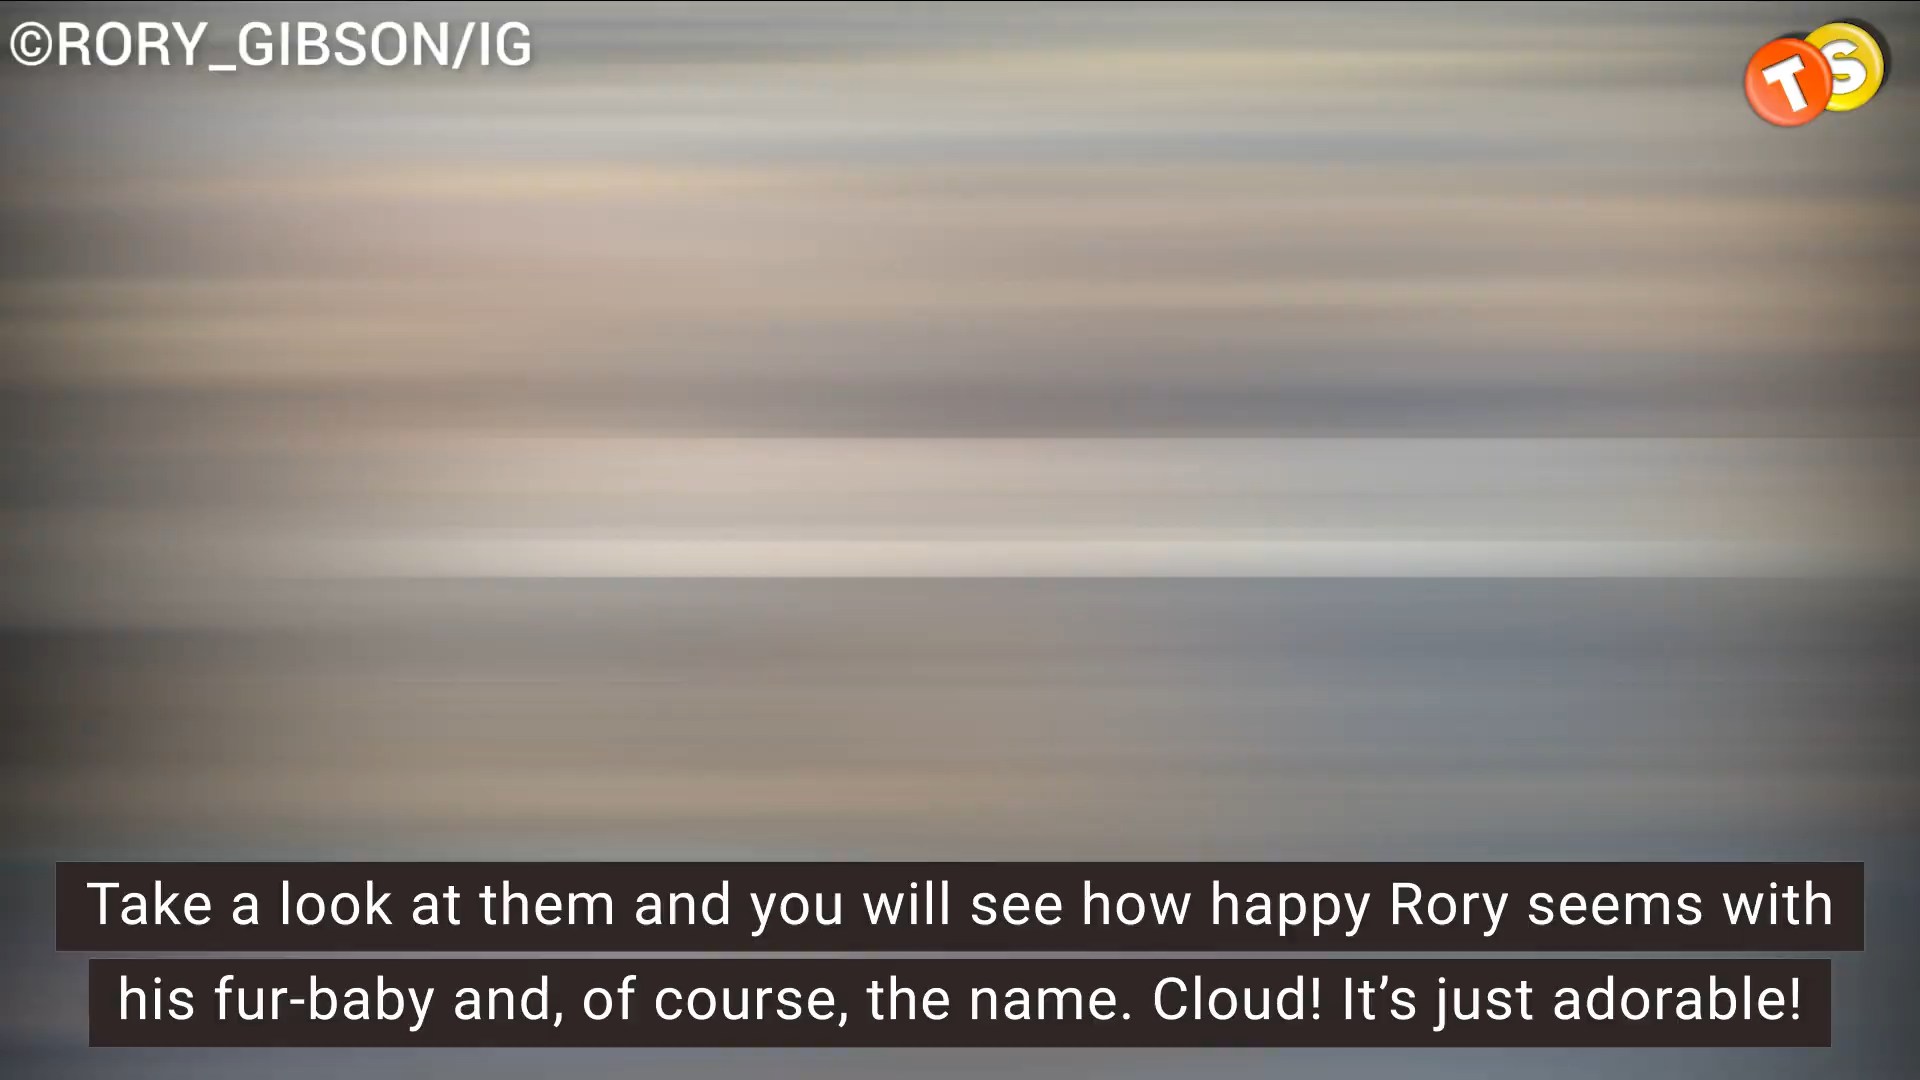 ©RORY_GIBSON/IG
TS
Take a look at them and you will see how happy Rory seems with
his fur-baby and, of course, the name. Cloud! It’s just adorable!